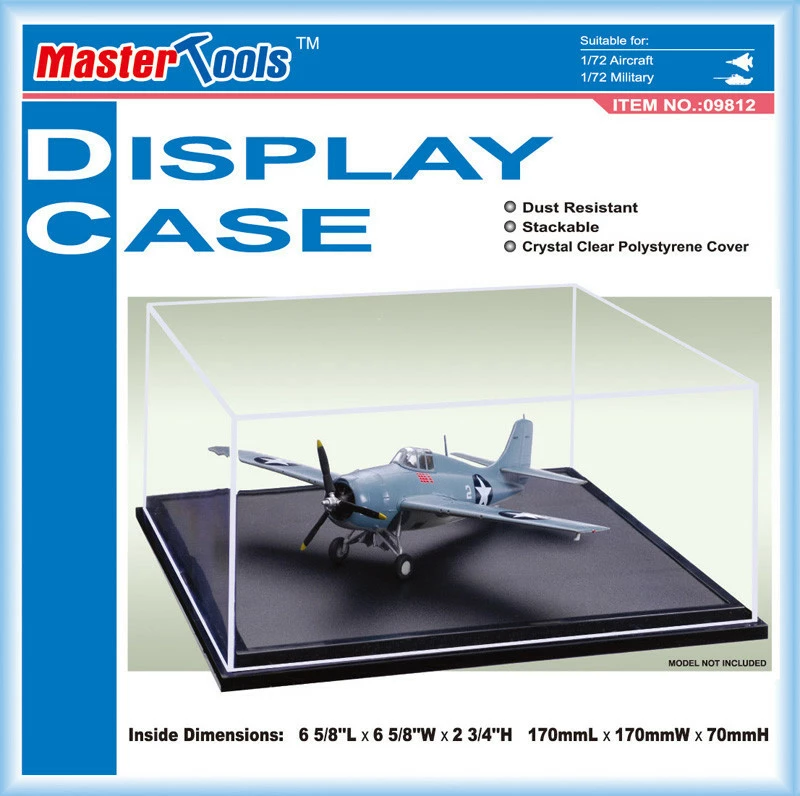 Master Tools TM
Suitable for:
1/72 Aircraft
1/72 Military
ITEM NO.:09812
DISPLAY
CASE
Dust Resistant
Stackable
Crystal Clear Polystyrene Cover
MODEL NOT INCLUDED
Inside Dimensions: 6 5/8"L x 6 5/8"W x 2 3/4"H 170mmL x 170mmW x 70mmH